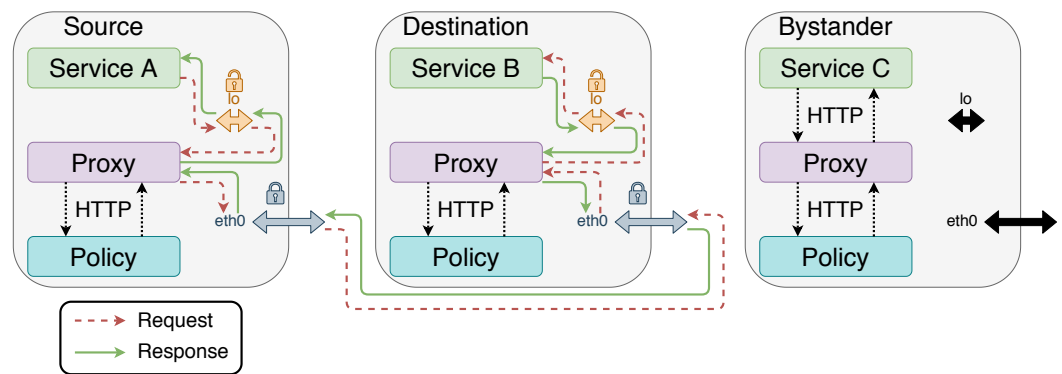 Source
Service A
lo
Proxy
HTTP
eth0
Policy
Destination
Service B
lo
Proxy
HTTP
eth0
Policy
Bystander
Service C
HTTP
lo
Proxy
HTTP
eth0
Policy
Request
Response